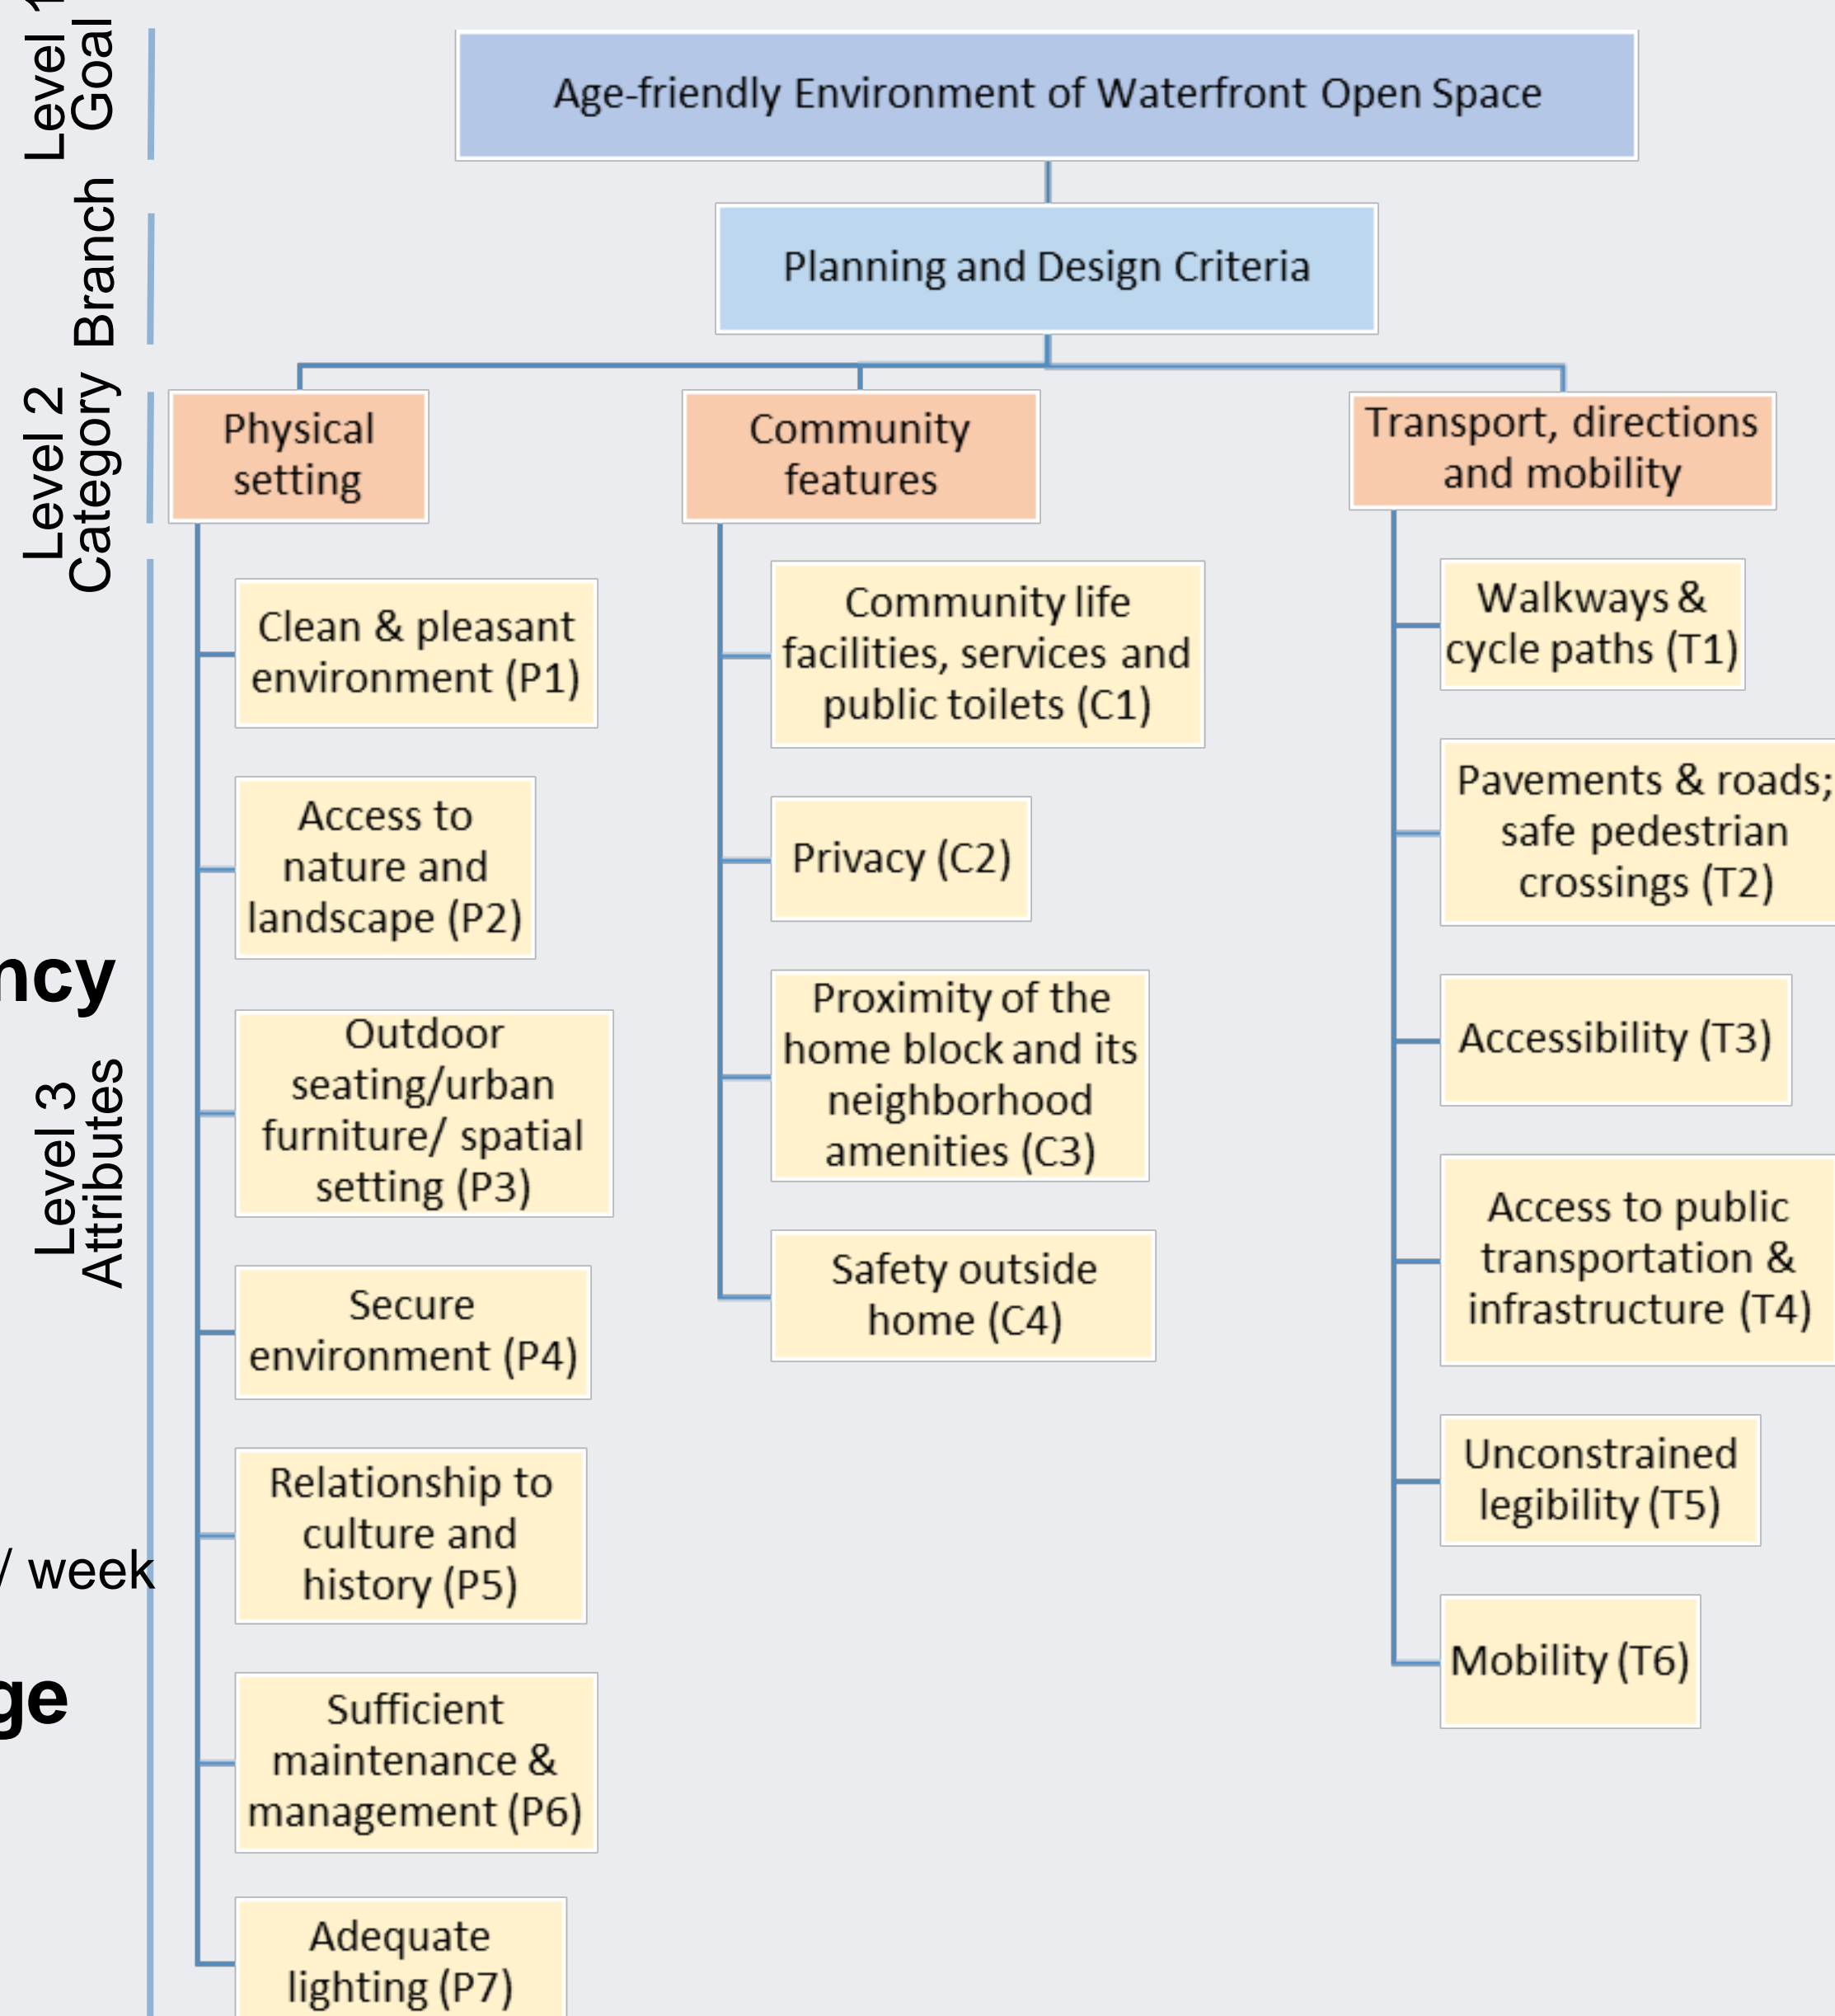 Level 1
Goal
Age-friendly Environment of Waterfront Open Space
Branch
Planning and Design Criteria
Level 2
Category
Physical
setting
Community
features
Transport, directions
and mobility
Level 3
Attributes
Clean & pleasant
environment (P1)
Access to
nature and
landscape (P2)
Outdoor
seating/urban
furniture/ spatial
setting (P3)
Secure
environment (P4)
Relationship to
culture and
history (P5)
Sufficient
maintenance &
management (P6)
Adequate
lighting (P7)
Community life
facilities, services and
public toilets (C1)
Privacy (C2)
Proximity of the
home block and its
neighborhood
amenities (C3)
Safety outside
home (C4)
Walkways &
cycle paths (T1)
Pavements & roads;
safe pedestrian
crossings (T2)
Accessibility (T3)
Access to public
transportation &
infrastructure (T4)
Unconstrained
legibility (T5)
Mobility (T6)
ncy
/ week
ge